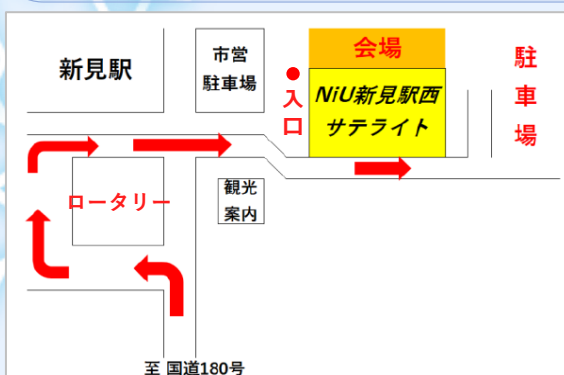 新見駅
市営
駐車場
会場
入口
NiU新見駅西
サテライト
駐車場
ロータリー
観光
案内
至 国道180号